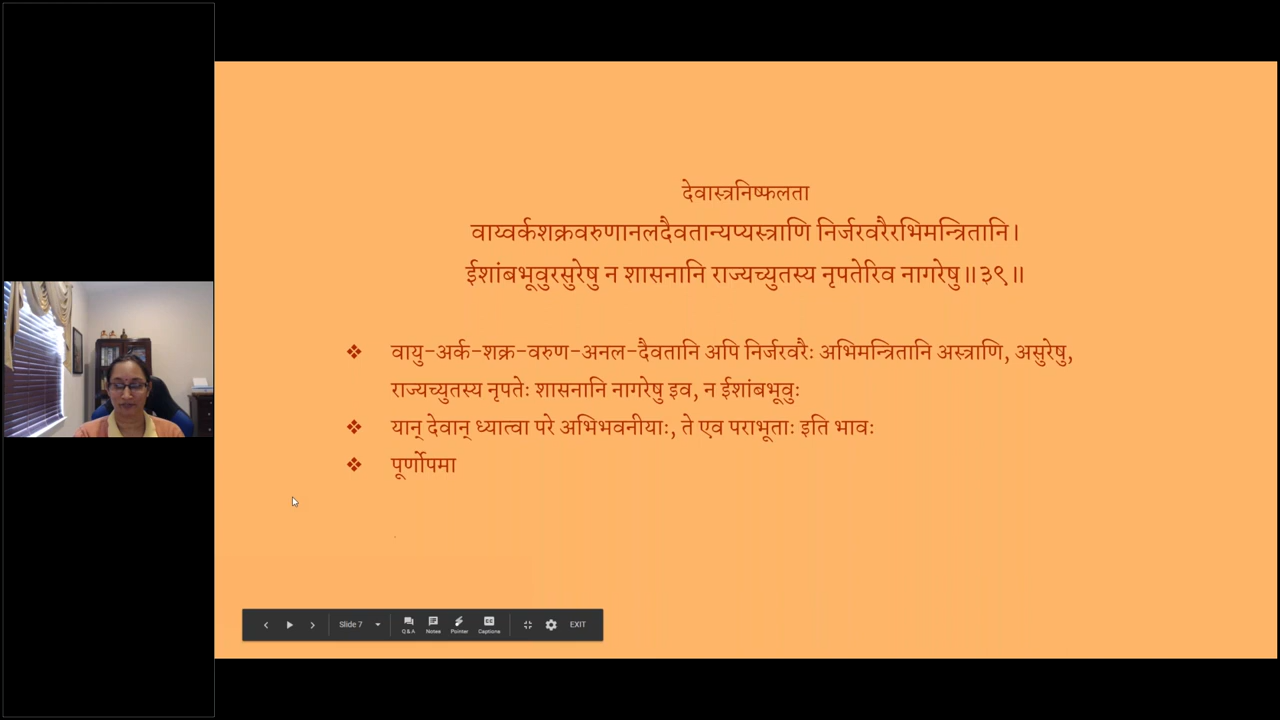 देवास्त्रनिष्फलता
वाय्वर्कशक्रवरुणानलदैवतान्यप्यस्त्राणि निर्जरवरैरभिमन्त्रितानि।
ईशांबभूवुरसुरेषु न शासनानि राज्यच्युतस्य नृपतेरिव नागरेषु॥३९॥
❖ वायु-अर्क-शक्र-वरुण-अनल-दैवतानि अपि निर्जरवरैः अभिमन्त्रितानि अस्त्राणि, असुरेषु,
राज्यच्युतस्य नृपतेः शासनानि नागरेषु इव, न ईशांबभूवुः
❖ यान् देवान् ध्यात्वा परे अभिभवनीयाः, ते एव पराभूताः इति भावः
❖ पूर्णोपमा
Slide 7
Q & A Notes Pointer Captions EXIT